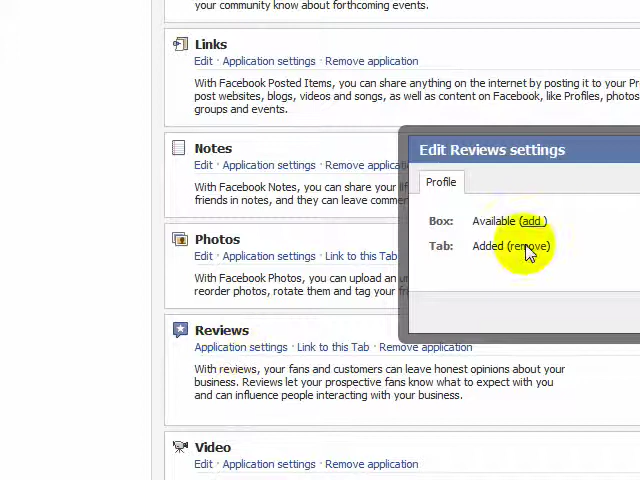 your community know about forthcoming events.
Links
Edit · Application settings · Remove application
With Facebook Posted Items, you can share anything on the internet by posting it to your Pr
post websites, blogs, videos and songs, as well as content on Facebook, like Profiles, photos
groups and events.
Notes
Edit · Application settings · Remove applica
With Facebook Notes, you can share your li
friends in notes, and they can leave comme
Photos
Edit · Application settings · Link to this Tab
With Facebook Photos, you can upload an u
reorder photos, rotate them and tag your f
Edit Reviews settings
Profile
Box: Available (add )
Tab: Added (remove)
Reviews
Application settings · Link to this Tab · Remove application
With reviews, your fans and customers can leave honest opinions about your
business. Reviews let your prospective fans know what to expect with you
and can influence people interacting with your business.
Video
Edit · Application settings · Remove application